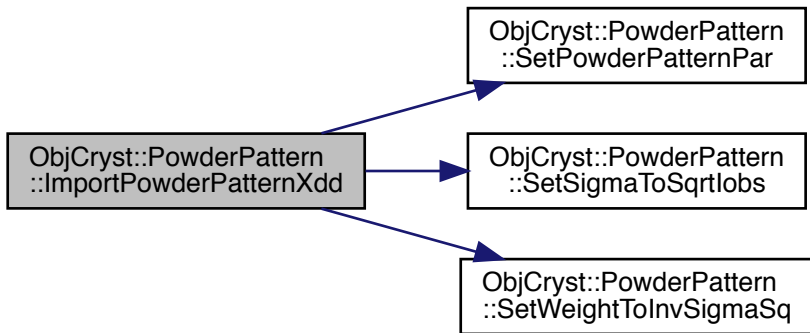 ObjCryst::PowderPattern
::SetPowderPatternPar
ObjCryst::PowderPattern
::ImportPowderPatternXdd
ObjCryst::PowderPattern
::SetSigmaToSqrtIobs
ObjCryst::PowderPattern
::SetWeightToInvSigmaSq